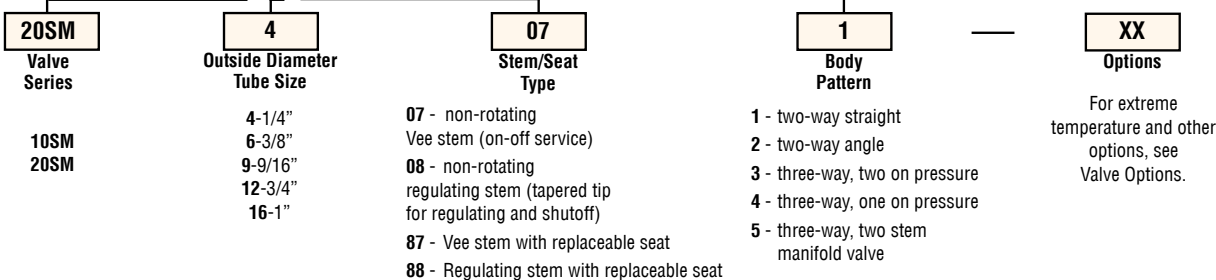 20SM
Valve
Series
10SM
20SM
4
Outside Diameter
Tube Size
4-1/4”
6-3/8”
9-9/16”
12-3/4”
16-1”
07
Stem/Seat
Type
07 - non-rotating
Vee stem (on-off service)
08 - non-rotating
regulating stem (tapered tip
for regulating and shutoff)
87 - Vee stem with replaceable seat
88 - Regulating stem with replaceable seat
1
Body
Pattern
1 - two-way straight
2 - two-way angle
3 - three-way, two on pressure
4 - three-way, one on pressure
5 - three-way, two stem
manifold valve
—
XX
Options
For extreme
temperature and other
options, see
Valve Options.